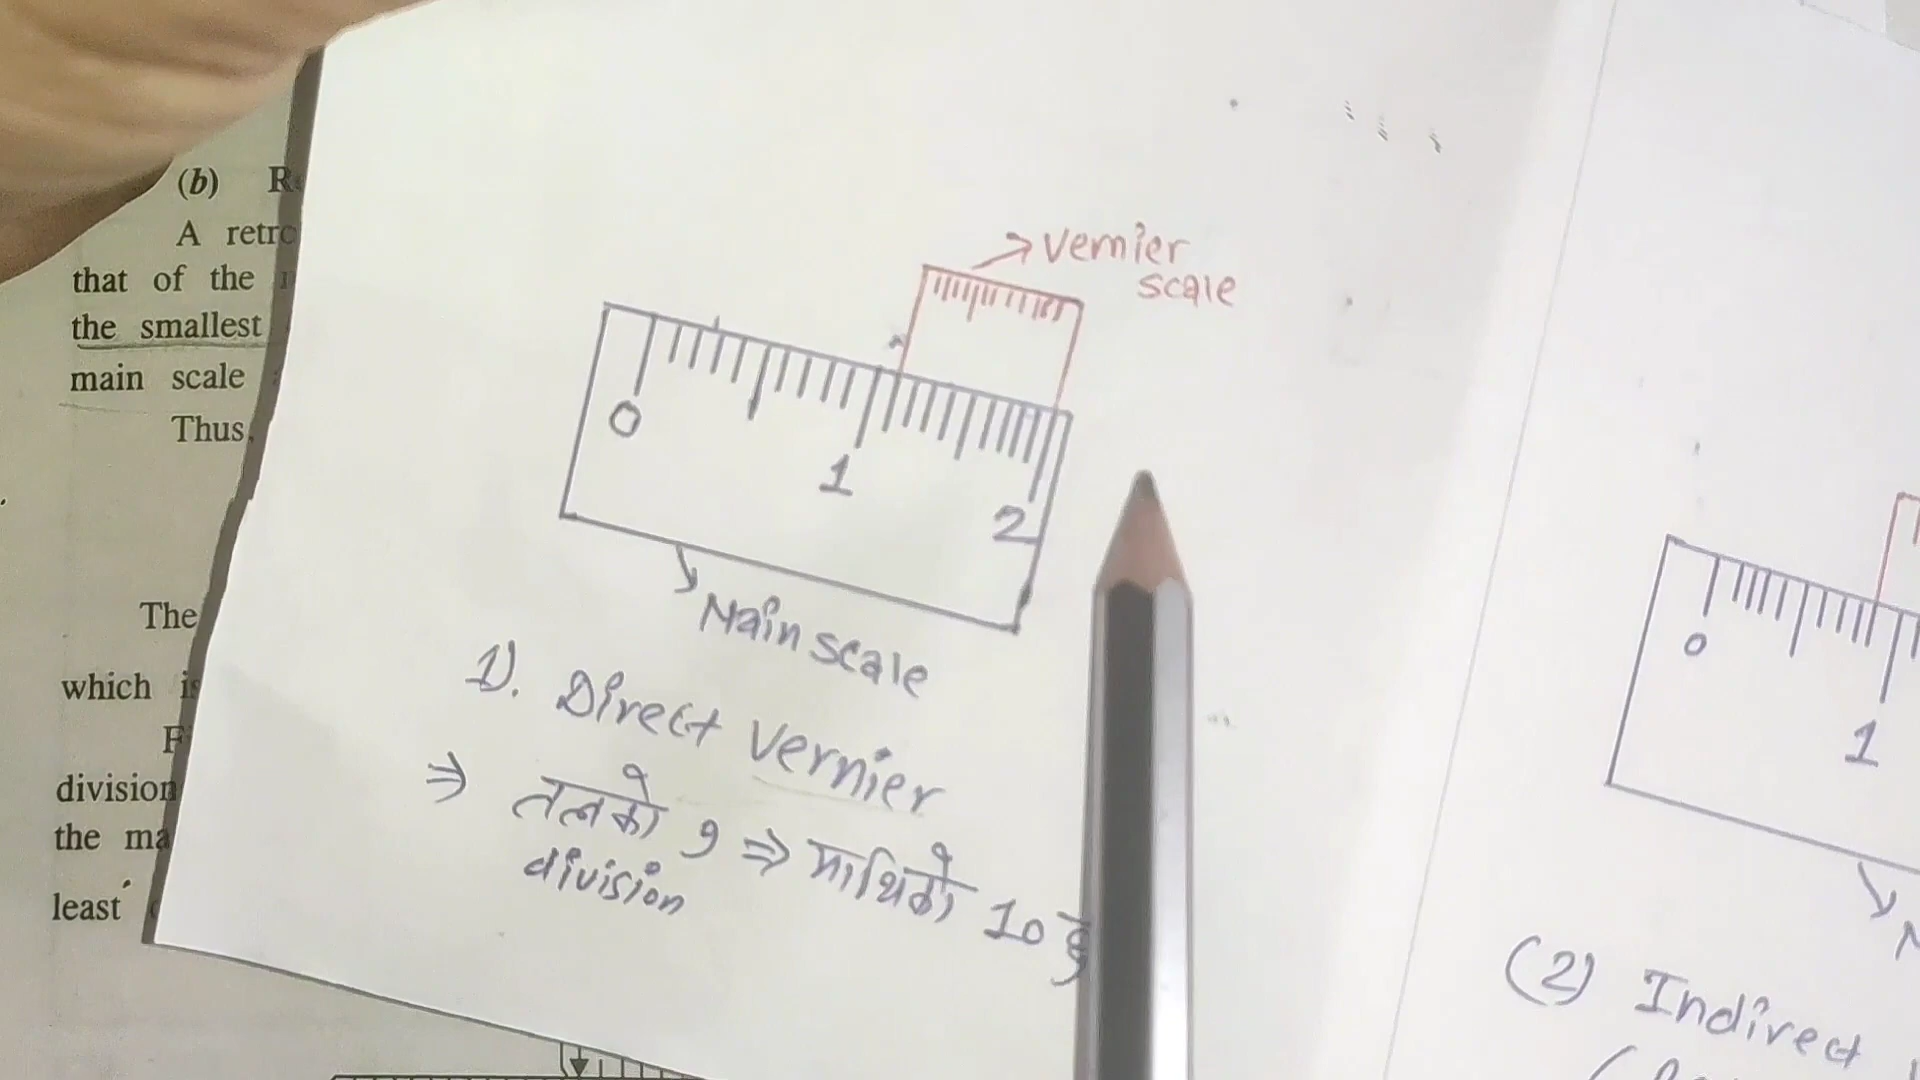 (b)
A retro
that of the
the smallest
main scale
Thus,
The
which is
division
the ma
least
Vernier
scale
0
1
2
Main scale
1). Direct Vernier
⇒ तलको 9 ⇒ माथिको 10
division
0
1
(2) Indirect